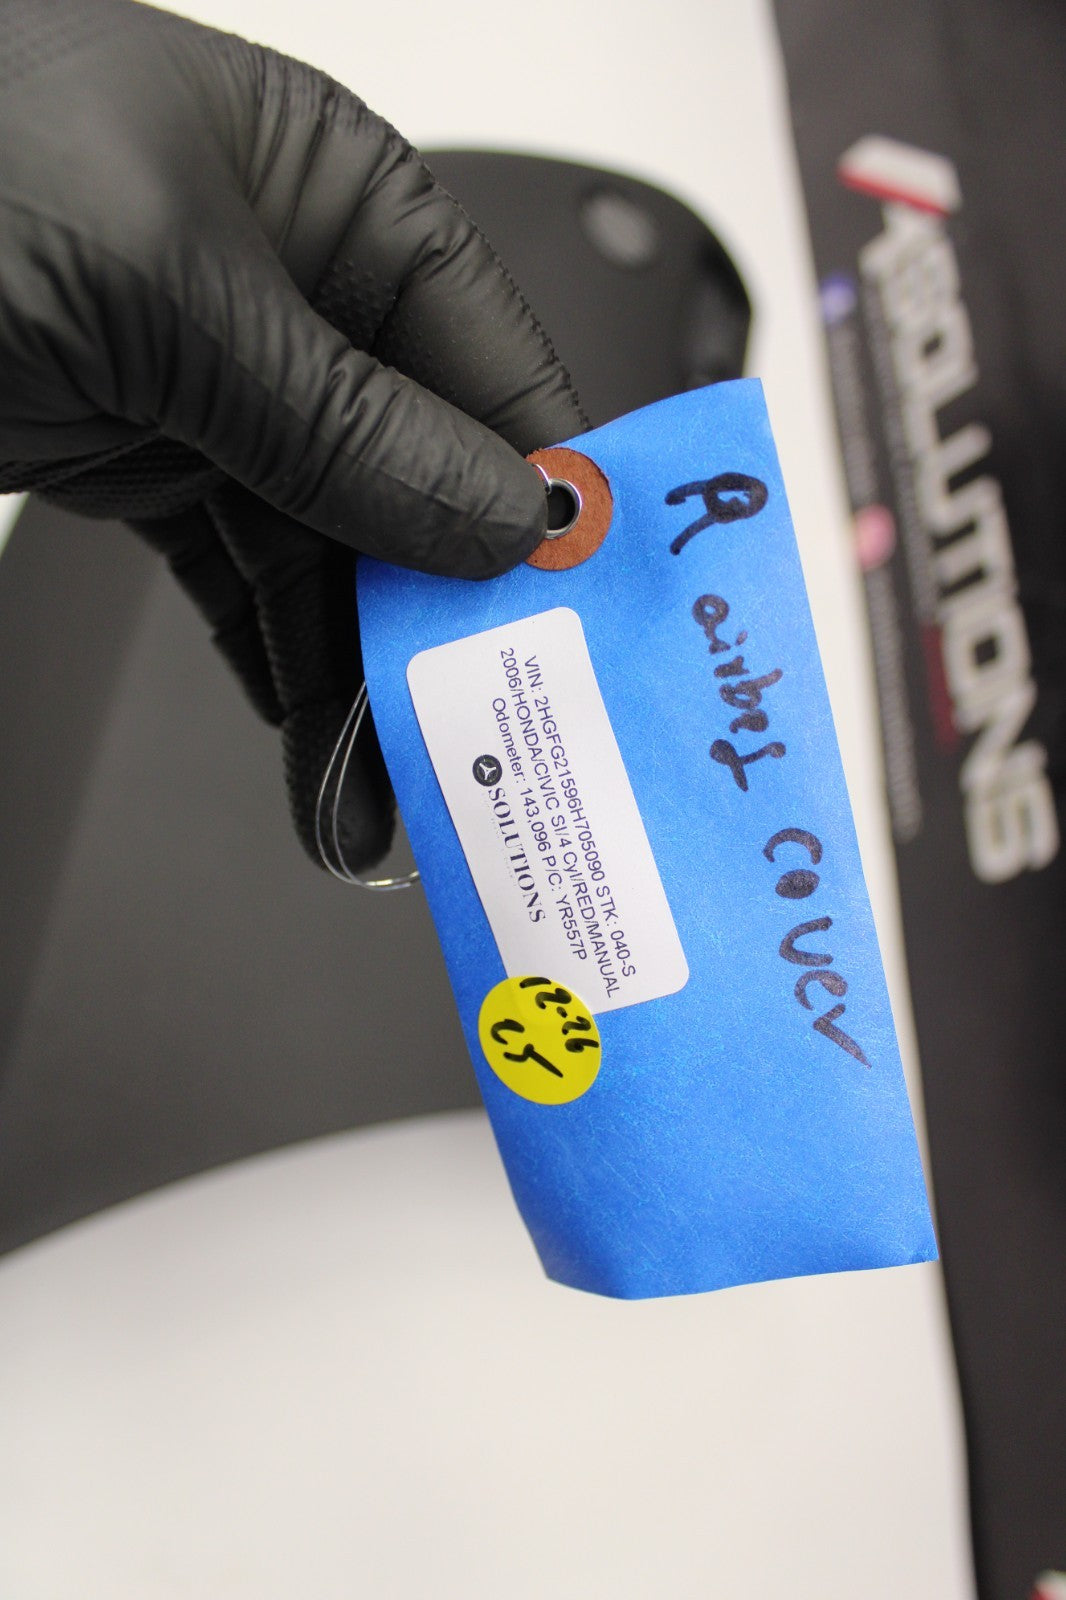 R airbag cover
VIN: 2HGFG21596H705090 STK: 040-S
2006/HONDA/CIVIC SI/4 Cyl/RED/MANUAL
Odometer: 143,096 P/C: YR557P
SOLUTIONS
12-26
25
SOLUTIONS